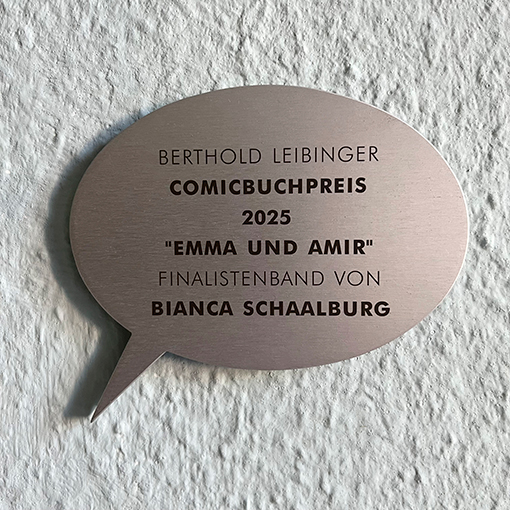 BERTHOLD LEIBINGER
COMICBUCHPREIS
2025
"EMMA UND AMIR"
FINALISTENBAND VON
BIANCA SCHAALBURG